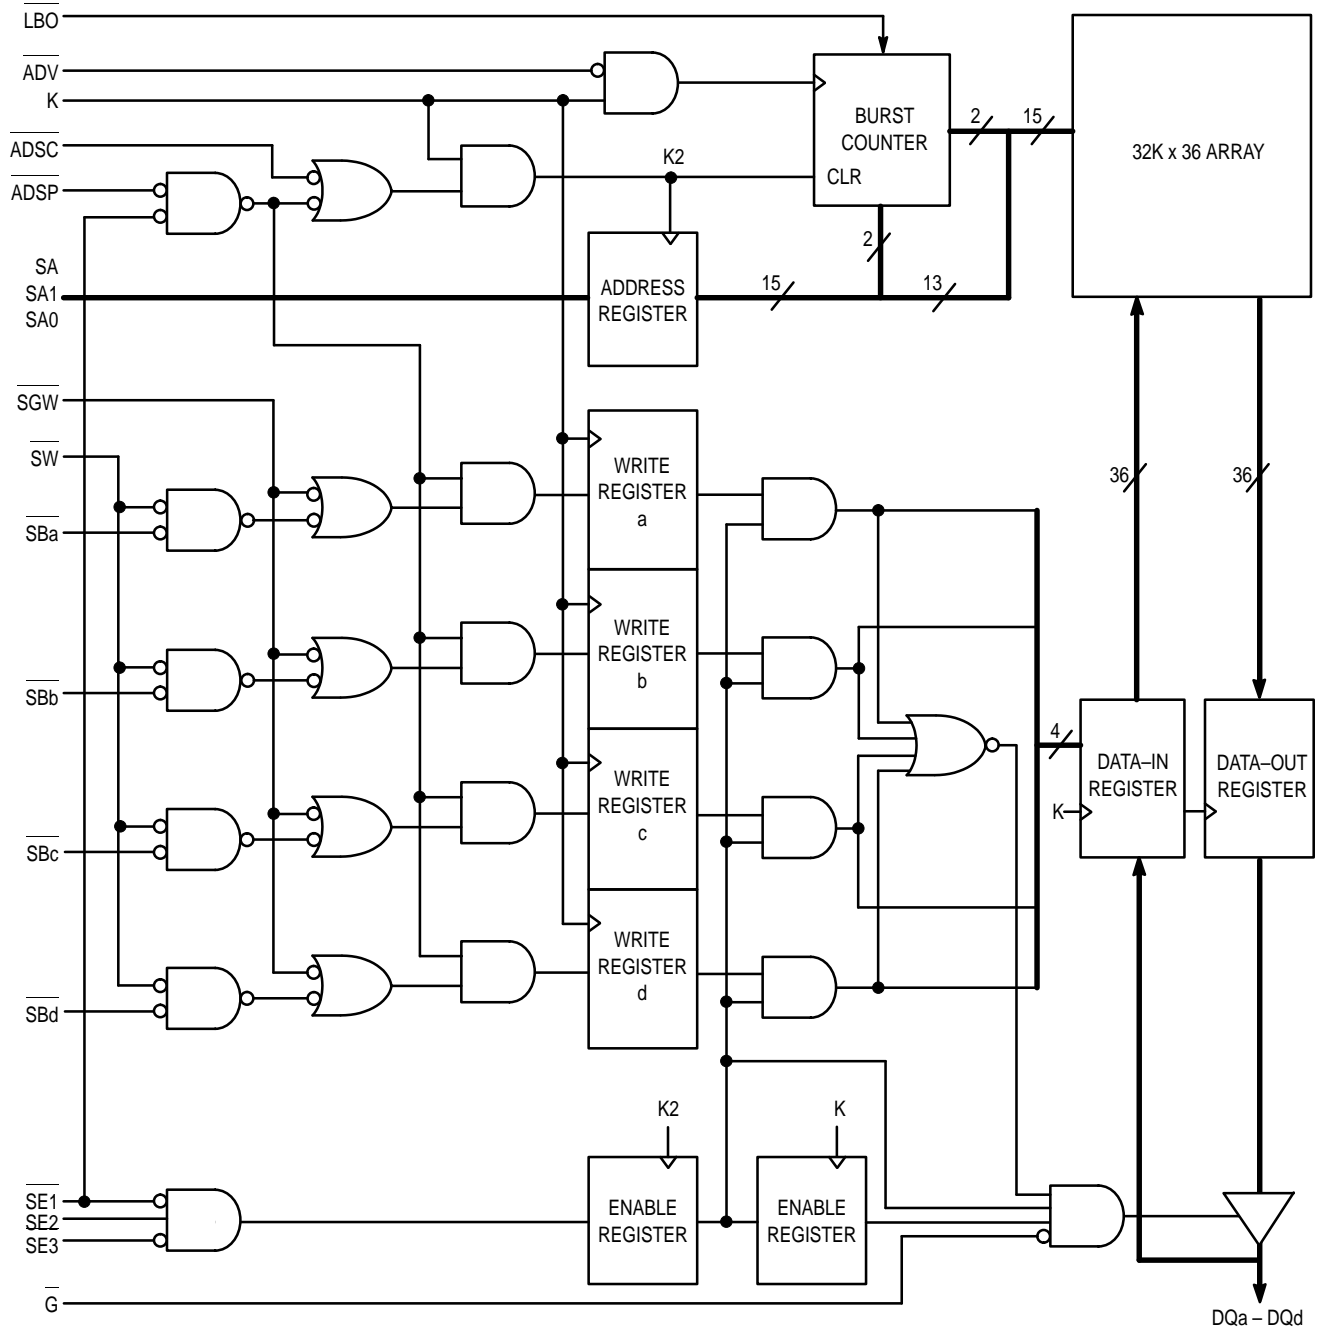 LBO
ADV
K
ADSC
ADSP
K2
BURST
COUNTER
CLR
2
15
32K x 36 ARRAY
2
SA
SA1
SA0
ADDRESS
REGISTER
15
13
SGW
SW
SBa
WRITE
REGISTER
a
36
36
SBb
WRITE
REGISTER
b
4
DATA–IN
REGISTER
K
DATA–OUT
REGISTER
SBc
WRITE
REGISTER
c
SBd
WRITE
REGISTER
d
K2
K
SE1
SE2
SE3
ENABLE
REGISTER
ENABLE
REGISTER
G
DQa – DQd